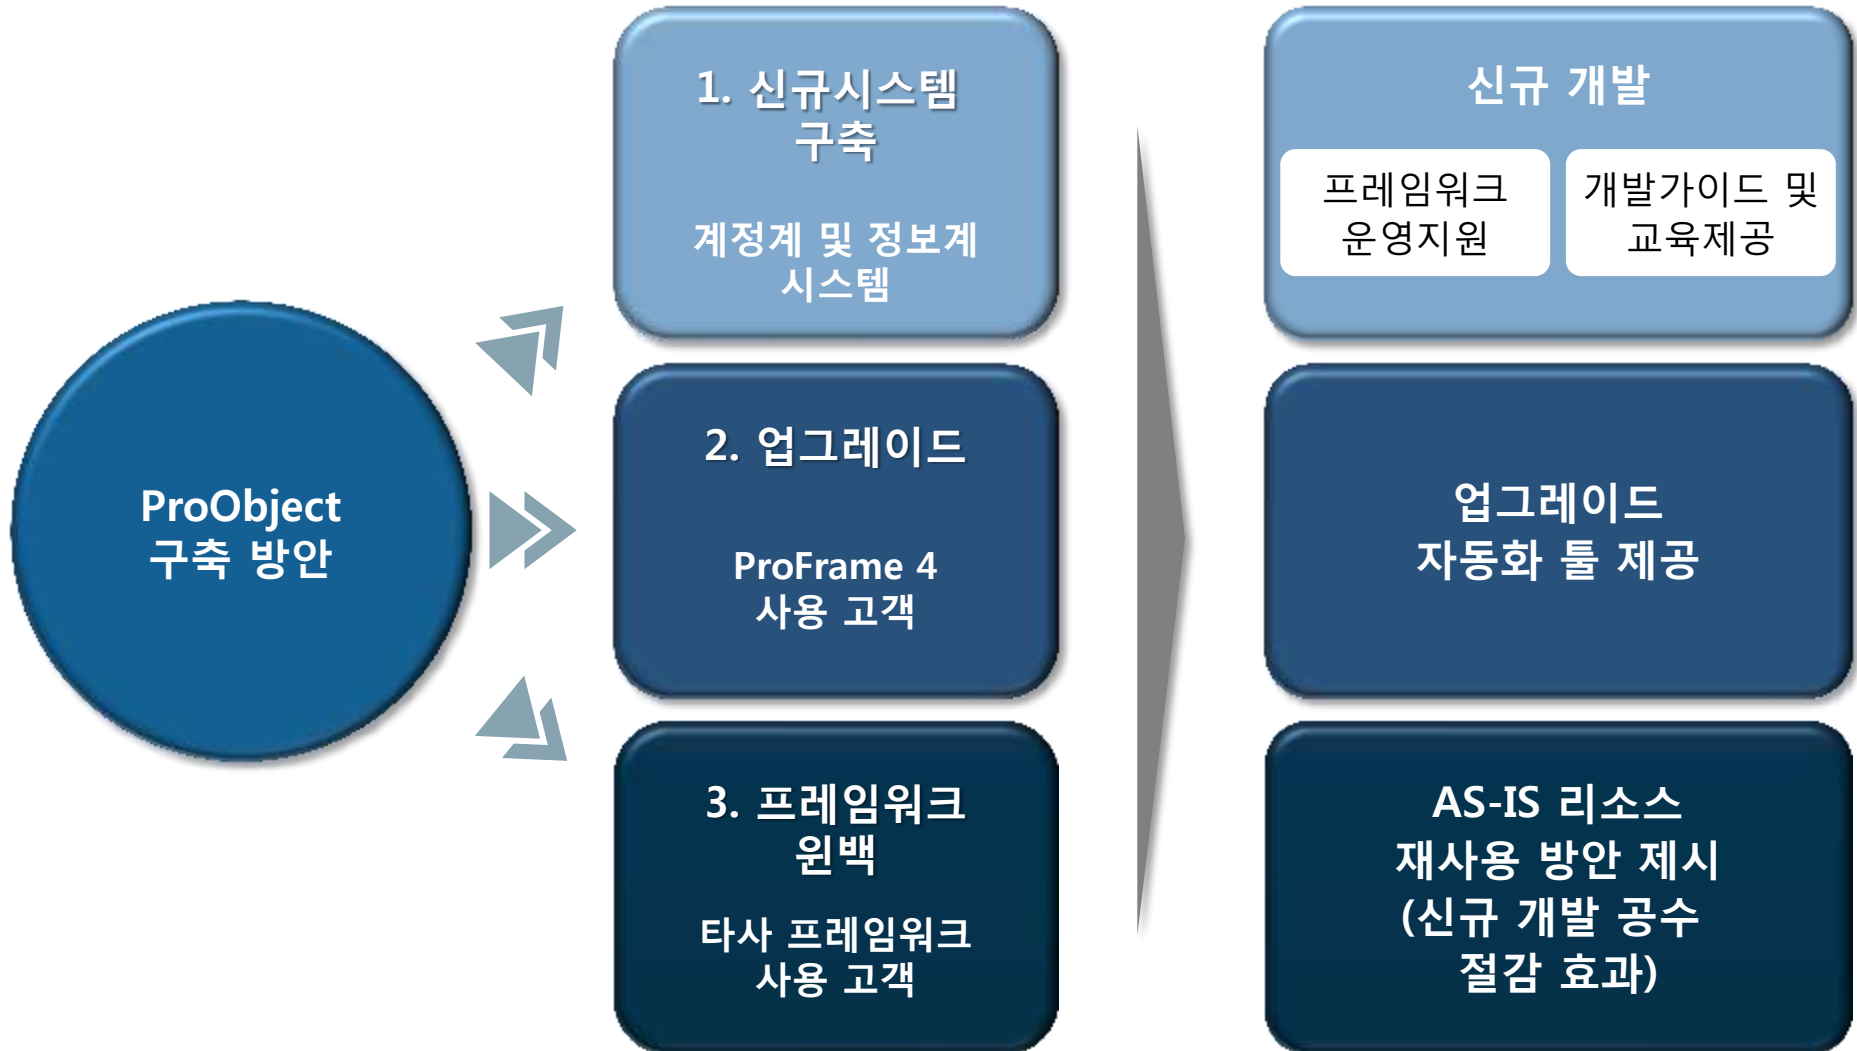 ProObject
구축 방안
1. 신규시스템
구축
계정계 및 정보계
시스템
2. 업그레이드
ProFrame 4
사용 고객
3. 프레임워크
윈백
타사 프레임워크
사용 고객
신규 개발
프레임워크
운영지원
개발가이드 및
교육제공
업그레이드
자동화 툴 제공
AS-IS 리소스
재사용 방안 제시
(신규 개발 공수
절감 효과)